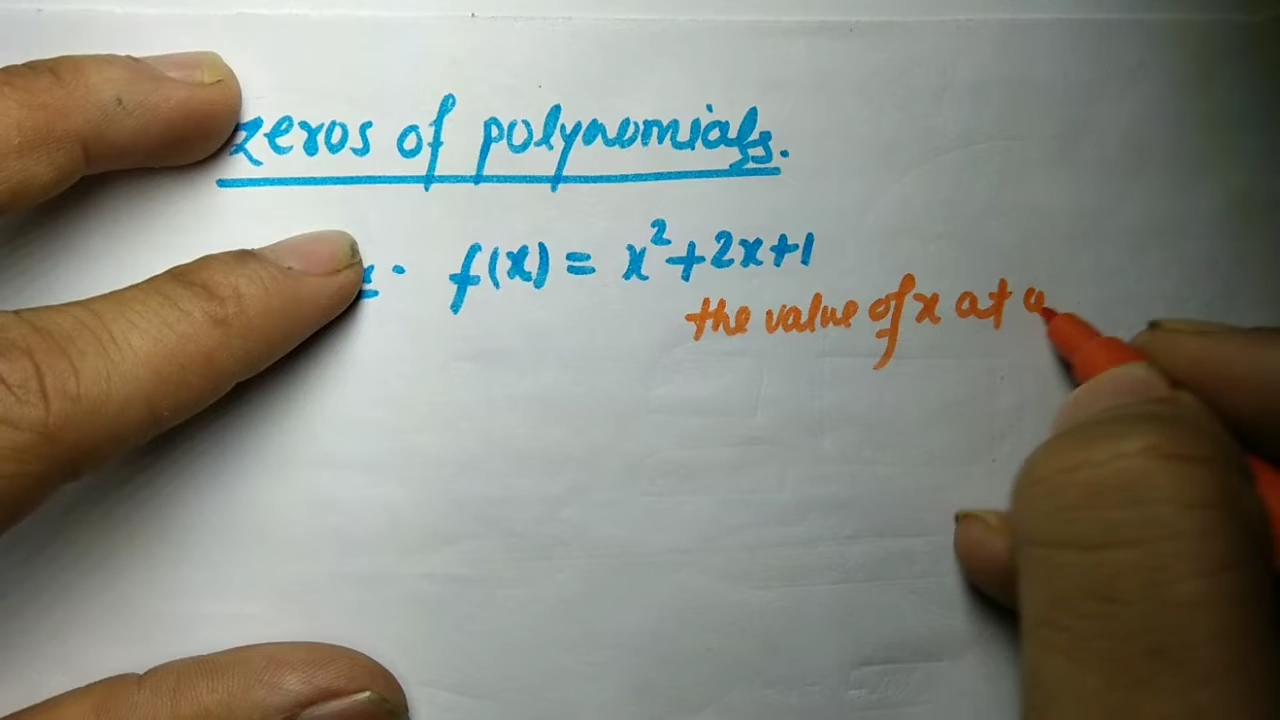 zeros of polynomials.
f(x) = x²+2x+1
the value of x at